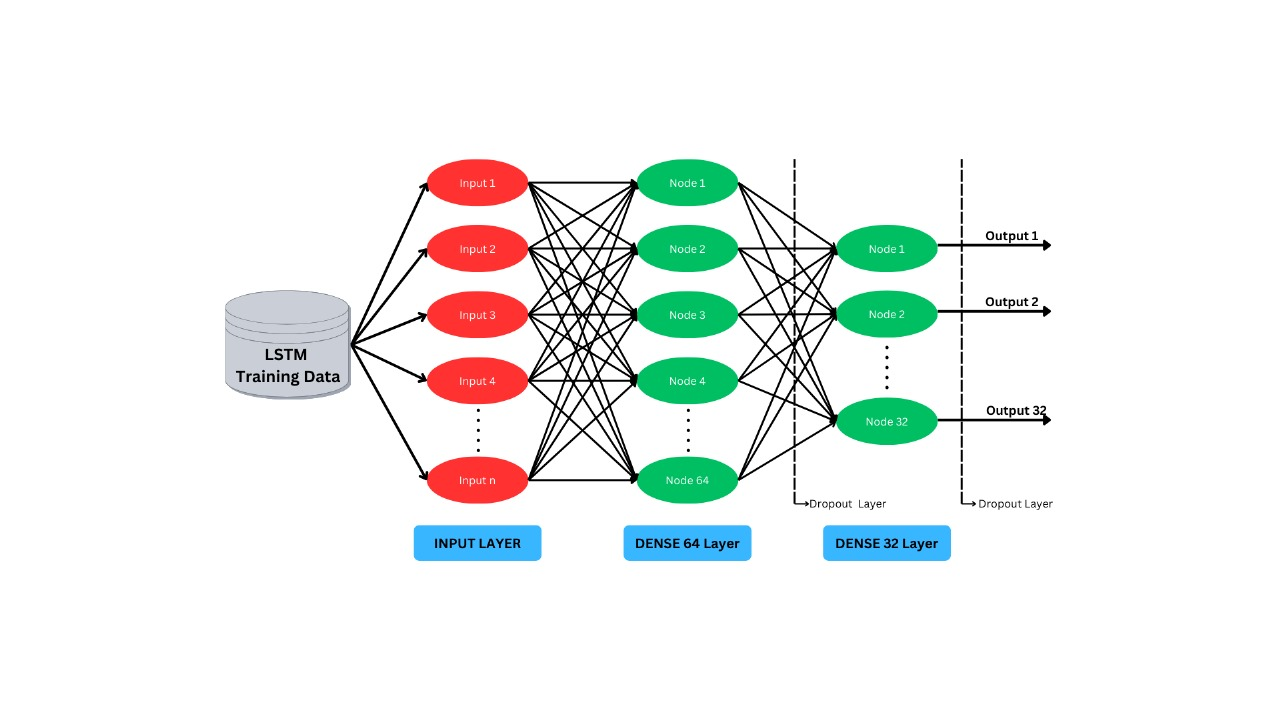 LSTM
Training Data
Input 1
Input 2
Input 3
Input 4
Input n
Node 1
Node 2
Node 3
Node 4
Node 64
Node 1
Node 2
Node 32
Output 1
Output 2
Output 32
Dropout Layer
Dropout Layer
INPUT LAYER
DENSE 64 Layer
DENSE 32 Layer